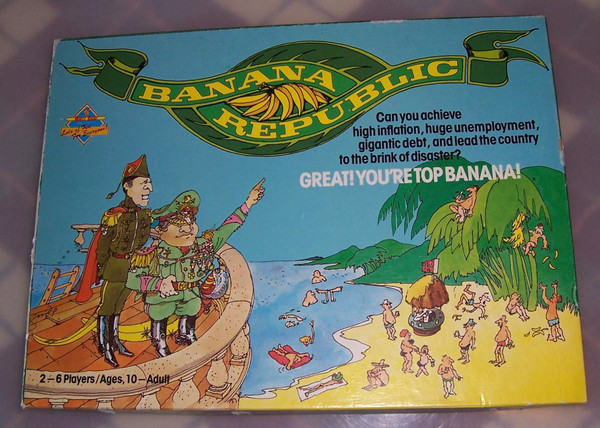 BANANA
REPUBLIC
Can you achieve
high inflation, huge unemployment,
gigantic debt, and lead the country
to the brink of disaster?
GREAT! YOU'RE TOP BANANA!
2–6 Players/Ages, 10–Adult